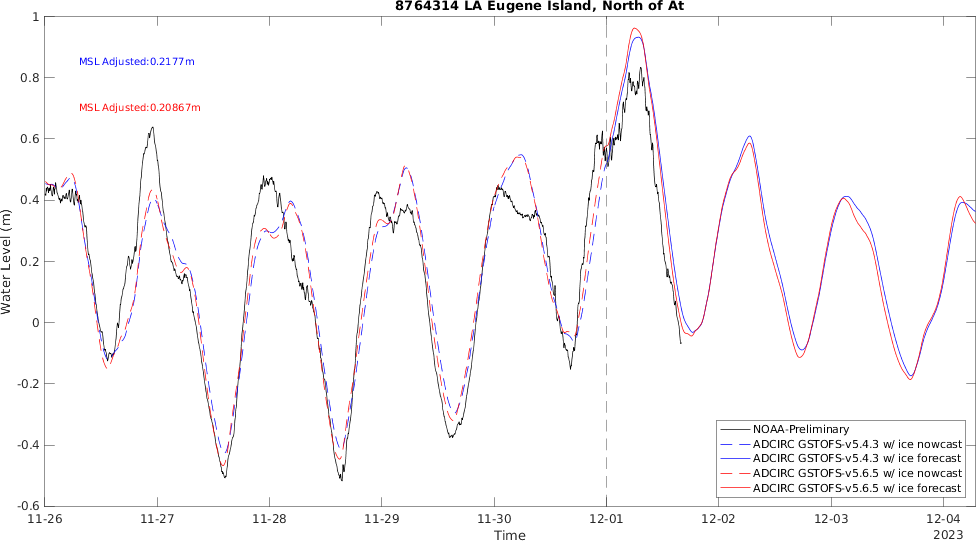 8764314 LA Eugene Island, North of At
MSL Adjusted:0.2177m
MSL Adjusted:0.20867m
Water Level (m)
1
0.8
0.6
0.4
0.2
0
-0.2
-0.4
-0.6
NOAA-Preliminary
ADCIRC GSTOFS-v5.4.3 w/ ice nowcast
ADCIRC GSTOFS-v5.4.3 w/ ice forecast
ADCIRC GSTOFS-v5.6.5 w/ ice nowcast
ADCIRC GSTOFS-v5.6.5 w/ ice forecast
11-26 11-27 11-28 11-29 11-30 12-01 12-02 12-03 12-04
Time
2023